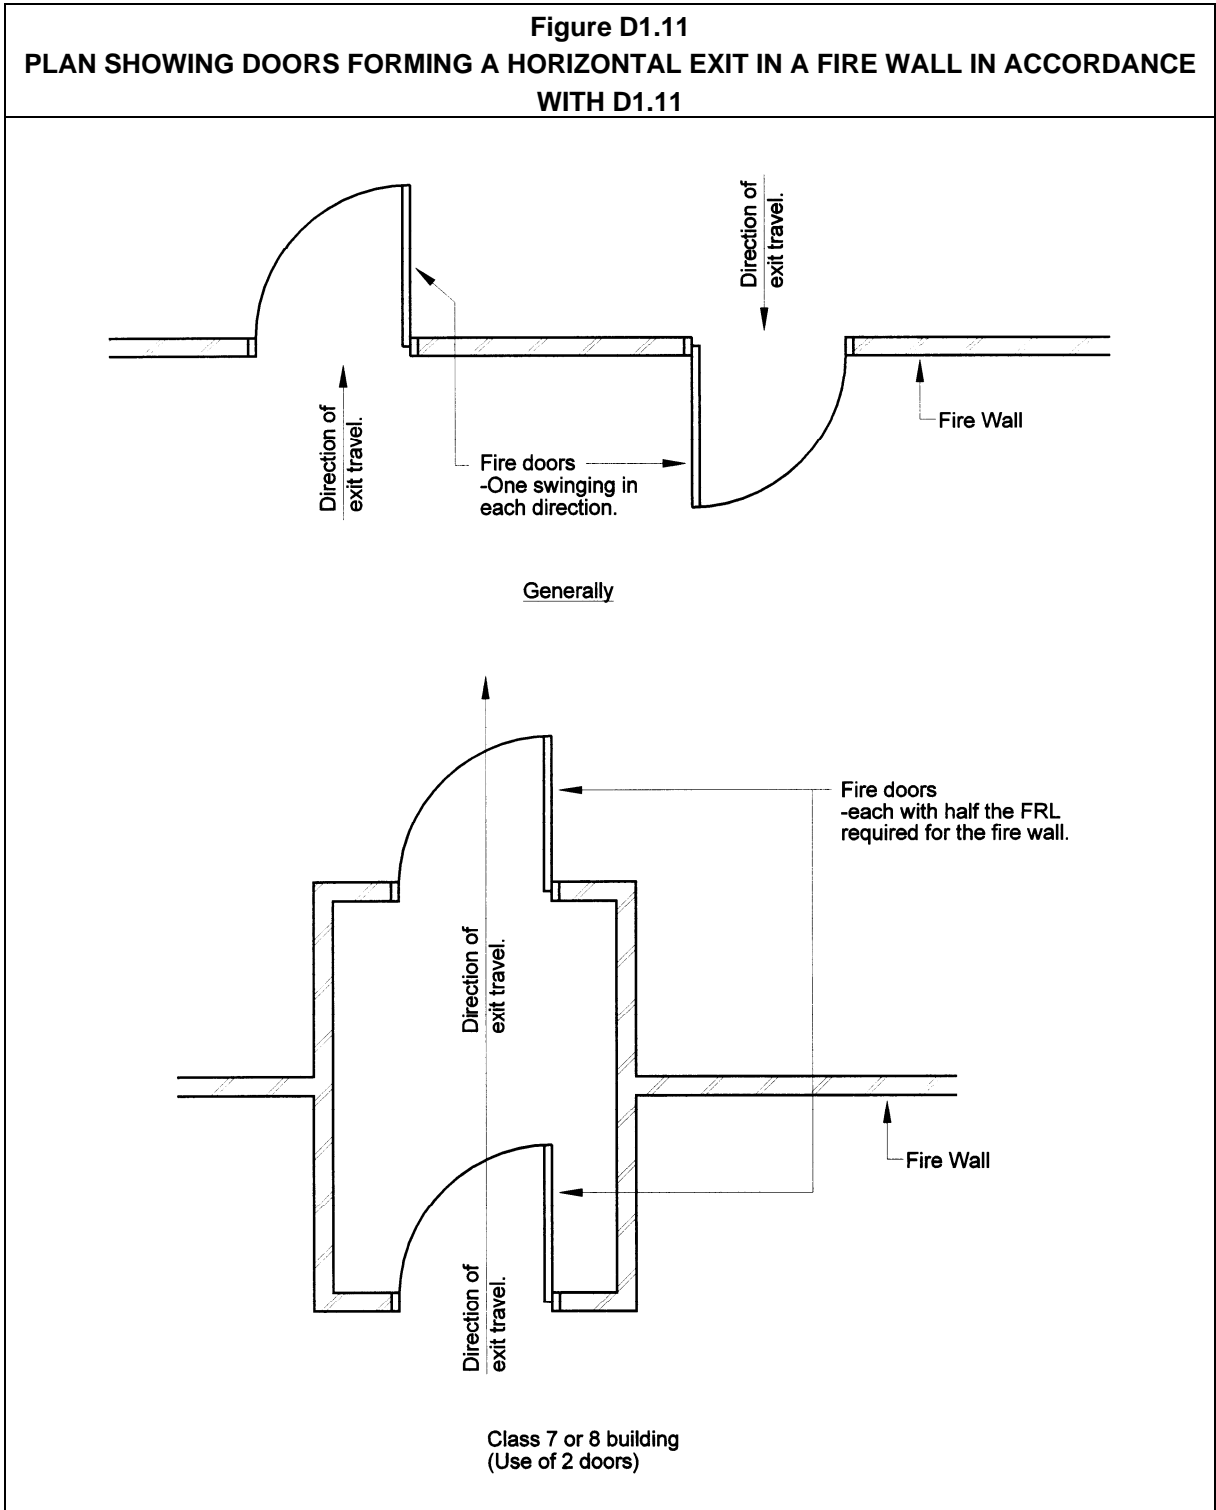 Figure D1.11
PLAN SHOWING DOORS FORMING A HORIZONTAL EXIT IN A FIRE WALL IN ACCORDANCE
WITH D1.11
Direction of
exit travel.
Direction of
exit travel.
Fire Wall
Fire doors
-One swinging in
each direction.
Generally
Fire doors
-each with half the FRL
required for the fire wall.
Direction of
exit travel.
Fire Wall
Direction of
exit travel.
Class 7 or 8 building
(Use of 2 doors)